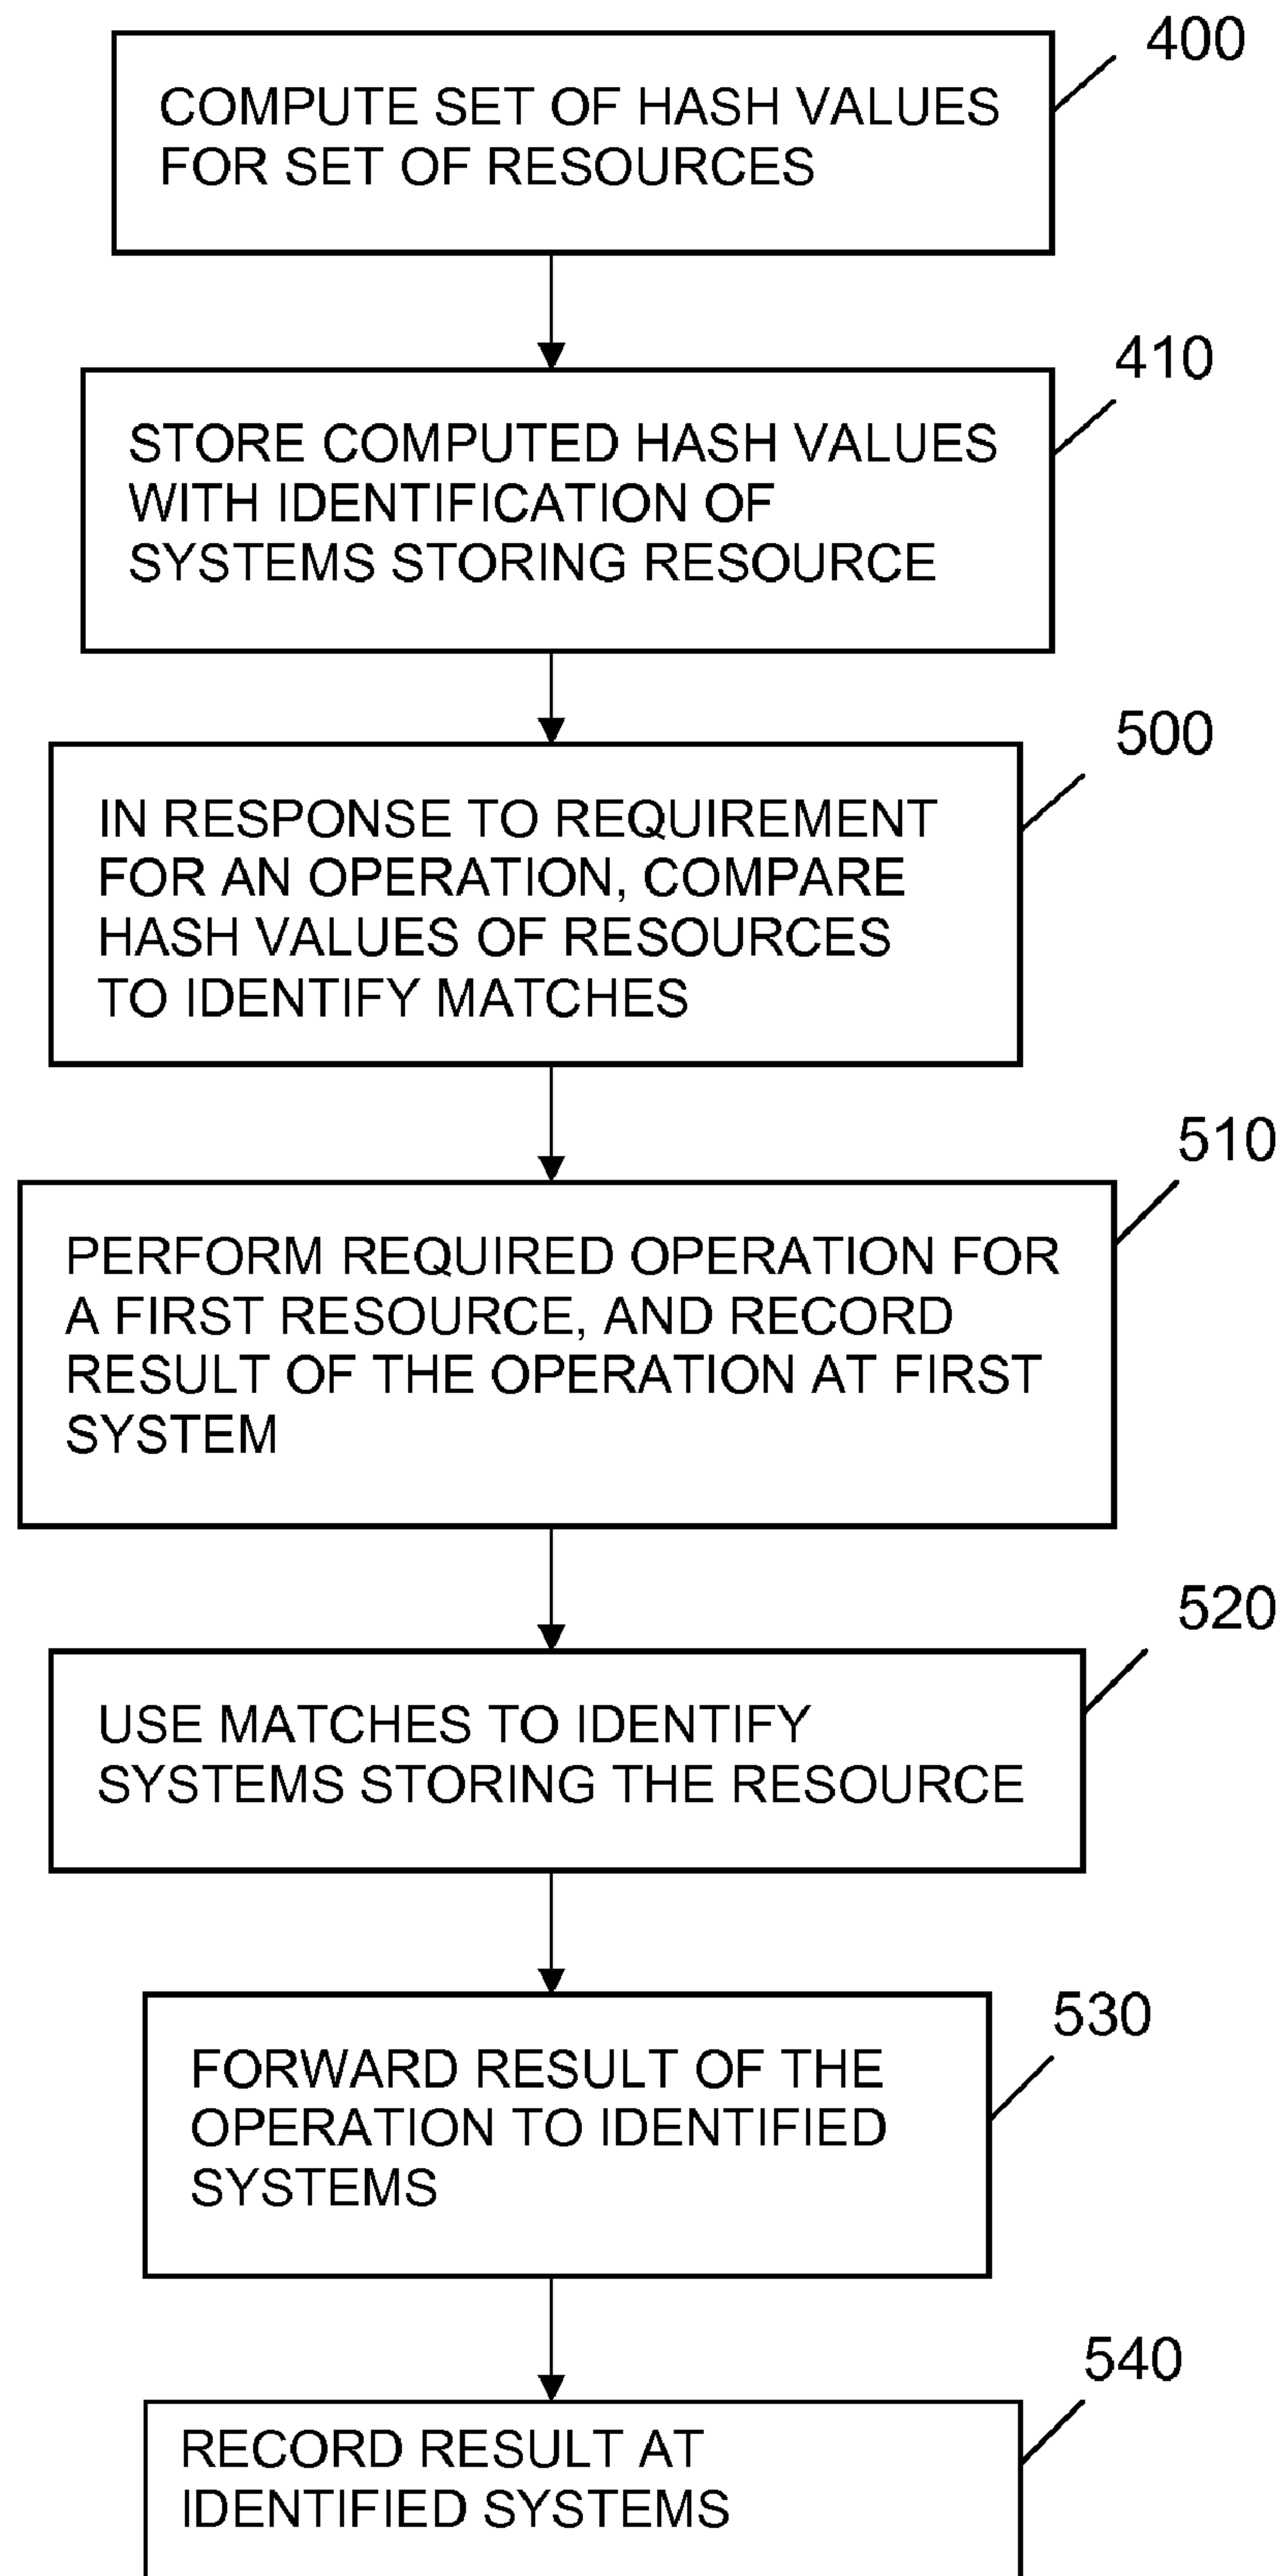 400
COMPUTE SET OF HASH VALUES
FOR SET OF RESOURCES
410
STORE COMPUTED HASH VALUES
WITH IDENTIFICATION OF
SYSTEMS STORING RESOURCE
500
IN RESPONSE TO REQUIREMENT
FOR AN OPERATION, COMPARE
HASH VALUES OF RESOURCES
TO IDENTIFY MATCHES
510
PERFORM REQUIRED OPERATION FOR
A FIRST RESOURCE, AND RECORD
RESULT OF THE OPERATION AT FIRST
SYSTEM
520
USE MATCHES TO IDENTIFY
SYSTEMS STORING THE RESOURCE
530
FORWARD RESULT OF THE
OPERATION TO IDENTIFIED
SYSTEMS
540
RECORD RESULT AT
IDENTIFIED SYSTEMS